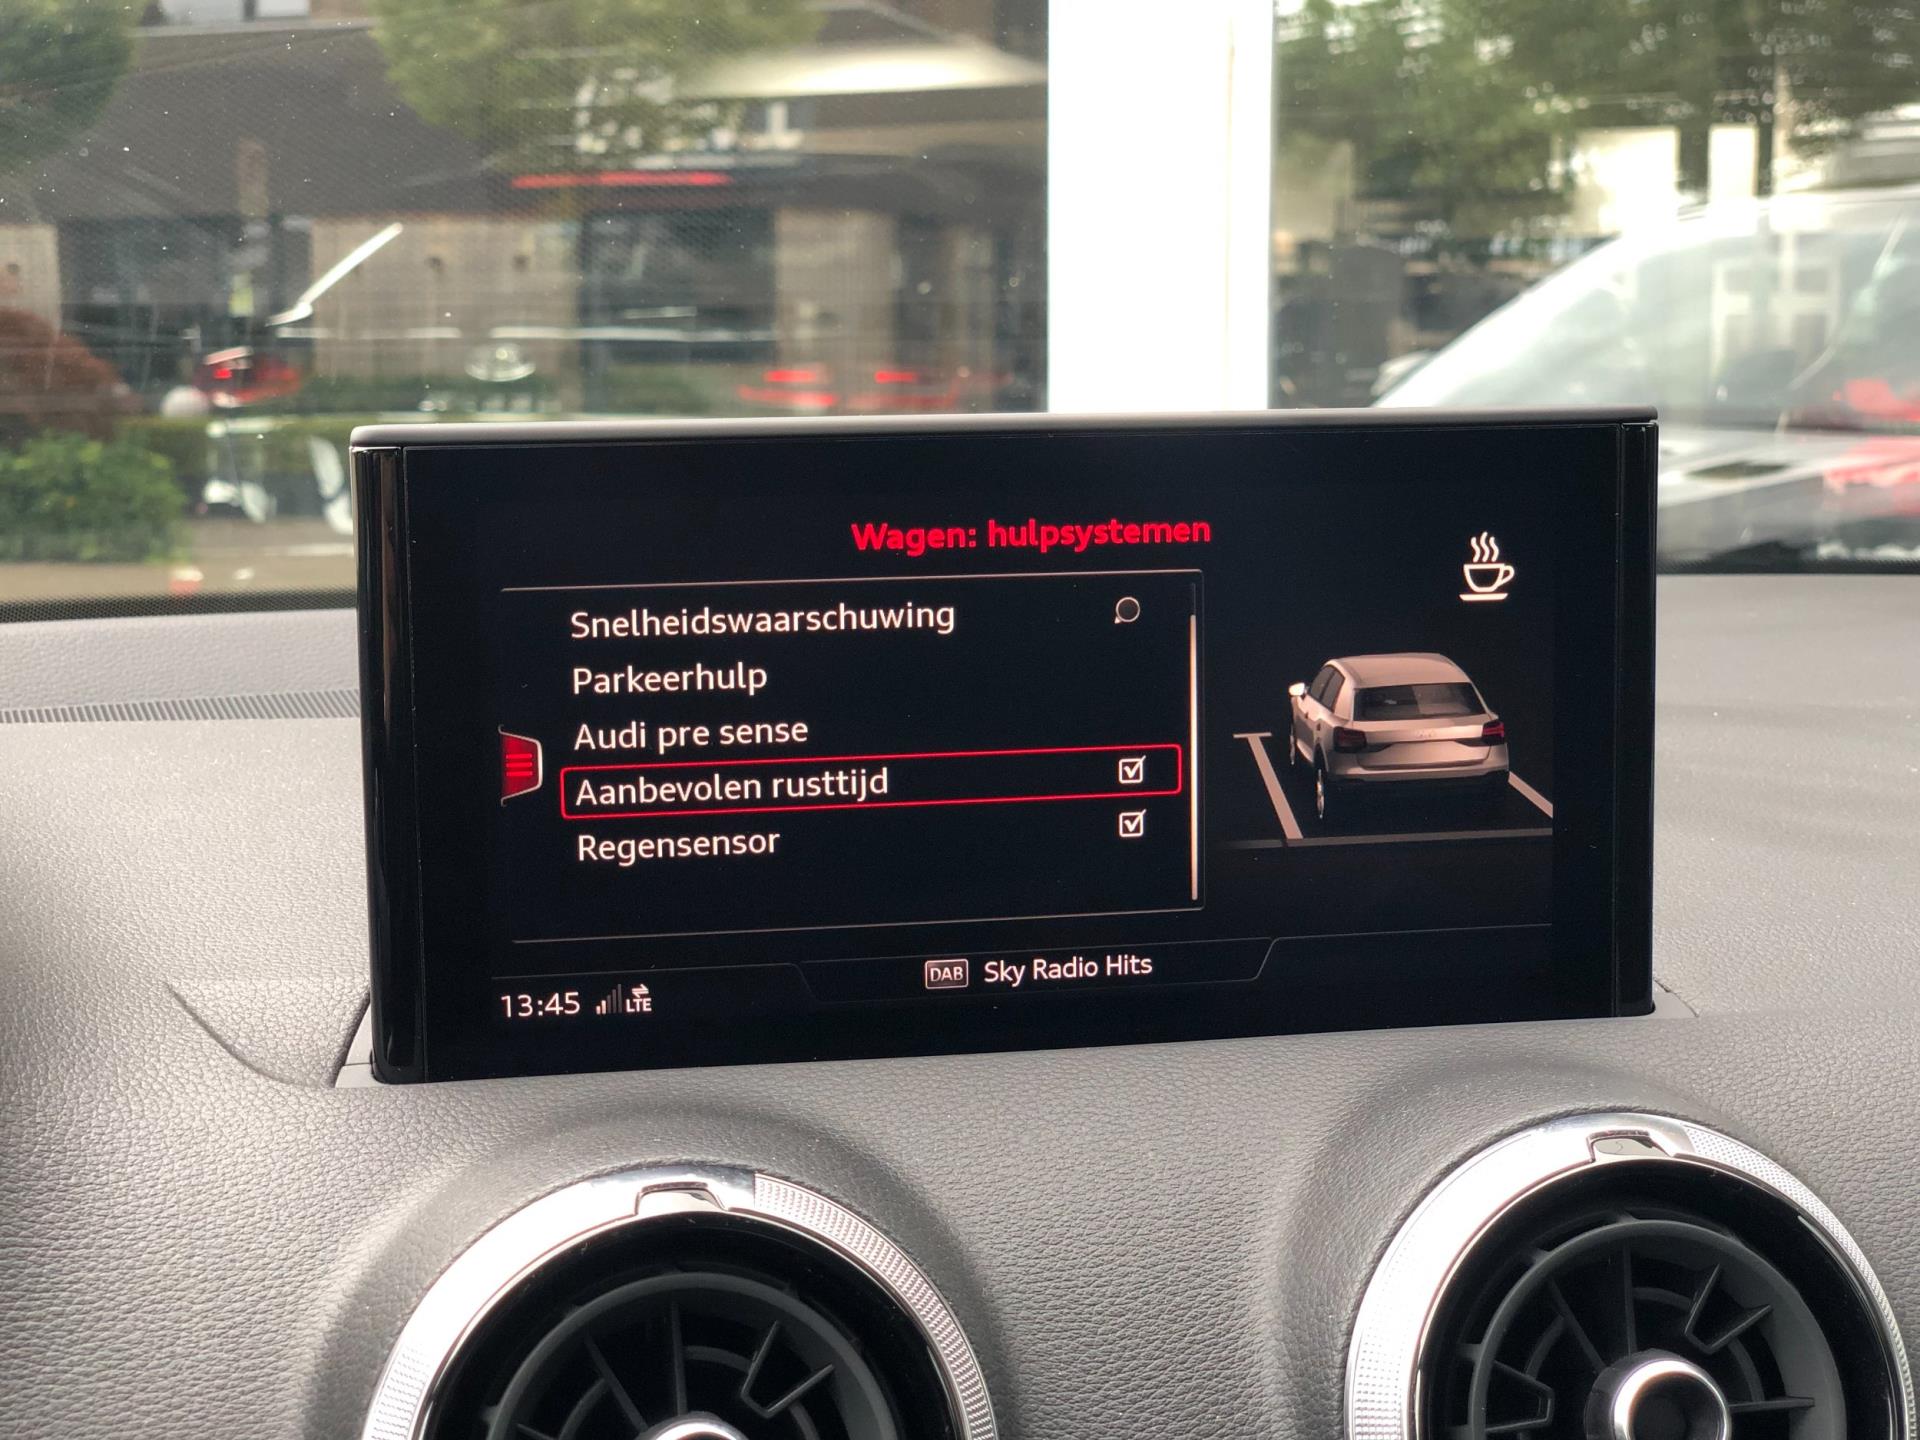 Wagen: hulpsystemen
Snelheidswaarschuwing
Parkeerhulp
Audi pre sense
Aanbevolen rusttijd
Regensensor
DAB Sky Radio Hits
13:45 LTE